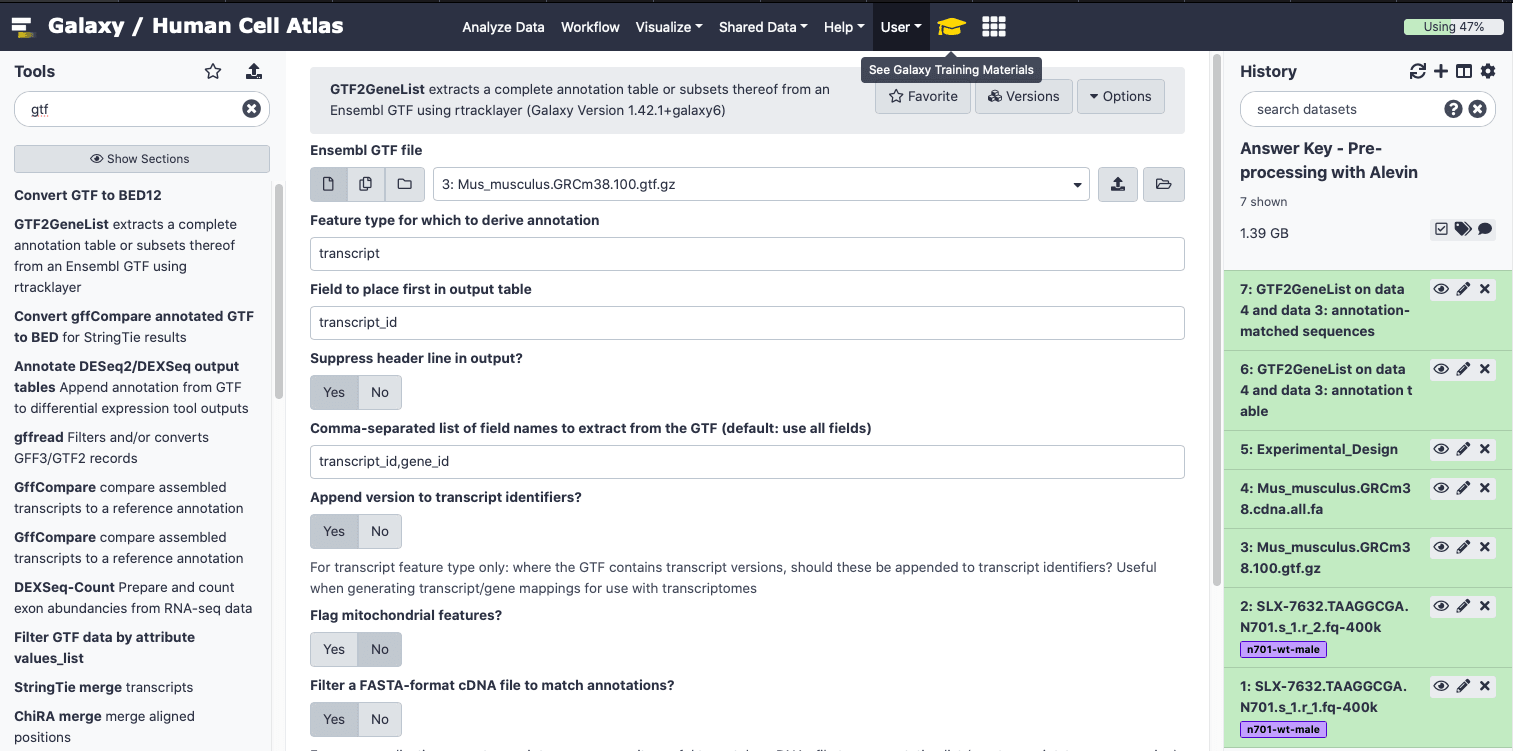 Galaxy / Human Cell Atlas
Analyze Data Workflow Visualize Shared Data Help User
Using 47%
See Galaxy Training Materials
Tools
gtf
Show Sections
Convert GTF to BED12
GTF2GeneList extracts a complete
annotation table or subsets thereof
from an Ensembl GTF using
rtracklayer
Convert gffCompare annotated GTF
to BED for StringTie results
Annotate DESeq2/DEXSeq output
tables Append annotation from GTF
to differential expression tool outputs
gffread Filters and/or converts
GFF3/GTF2 records
GffCompare compare assembled
transcripts to a reference annotation
GffCompare compare assembled
transcripts to a reference annotation
DEXSeq-Count Prepare and count
exon abundancies from RNA-seq data
Filter GTF data by attribute
values_list
StringTie merge transcripts
ChiRA merge merge aligned
positions
GTF2GeneList extracts a complete annotation table or subsets thereof from an
Ensembl GTF using rtracklayer (Galaxy Version 1.42.1+galaxy6)
Favorite Versions Options
Ensembl GTF file
3: Mus_musculus.GRCm38.100.gtf.gz
Feature type for which to derive annotation
transcript
Field to place first in output table
transcript_id
Suppress header line in output?
Yes No
Comma-separated list of field names to extract from the GTF (default: use all fields)
transcript_id,gene_id
Append version to transcript identifiers?
Yes No
For transcript feature type only: where the GTF contains transcript versions, should these be appended to transcript identifiers? Useful
when generating transcript/gene mappings for use with transcriptomes
Flag mitochondrial features?
Yes No
Filter a FASTA-format cDNA file to match annotations?
Yes No
History
search datasets
Answer Key - Pre-
processing with Alevin
7 shown
1.39 GB
7: GTF2GeneList on data
4 and data 3: annotation-
matched sequences
6: GTF2GeneList on data
4 and data 3: annotation t
able
5: Experimental_Design
4: Mus_musculus.GRCm3
8.cdna.all.fa
3: Mus_musculus.GRCm3
8.100.gtf.gz
2: SLX-7632.TAAGGCGA.
N701.s_1.r_2.fq-400k
n701-wt-male
1: SLX-7632.TAAGGCGA.
N701.s_1.r_1.fq-400k
n701-wt-male